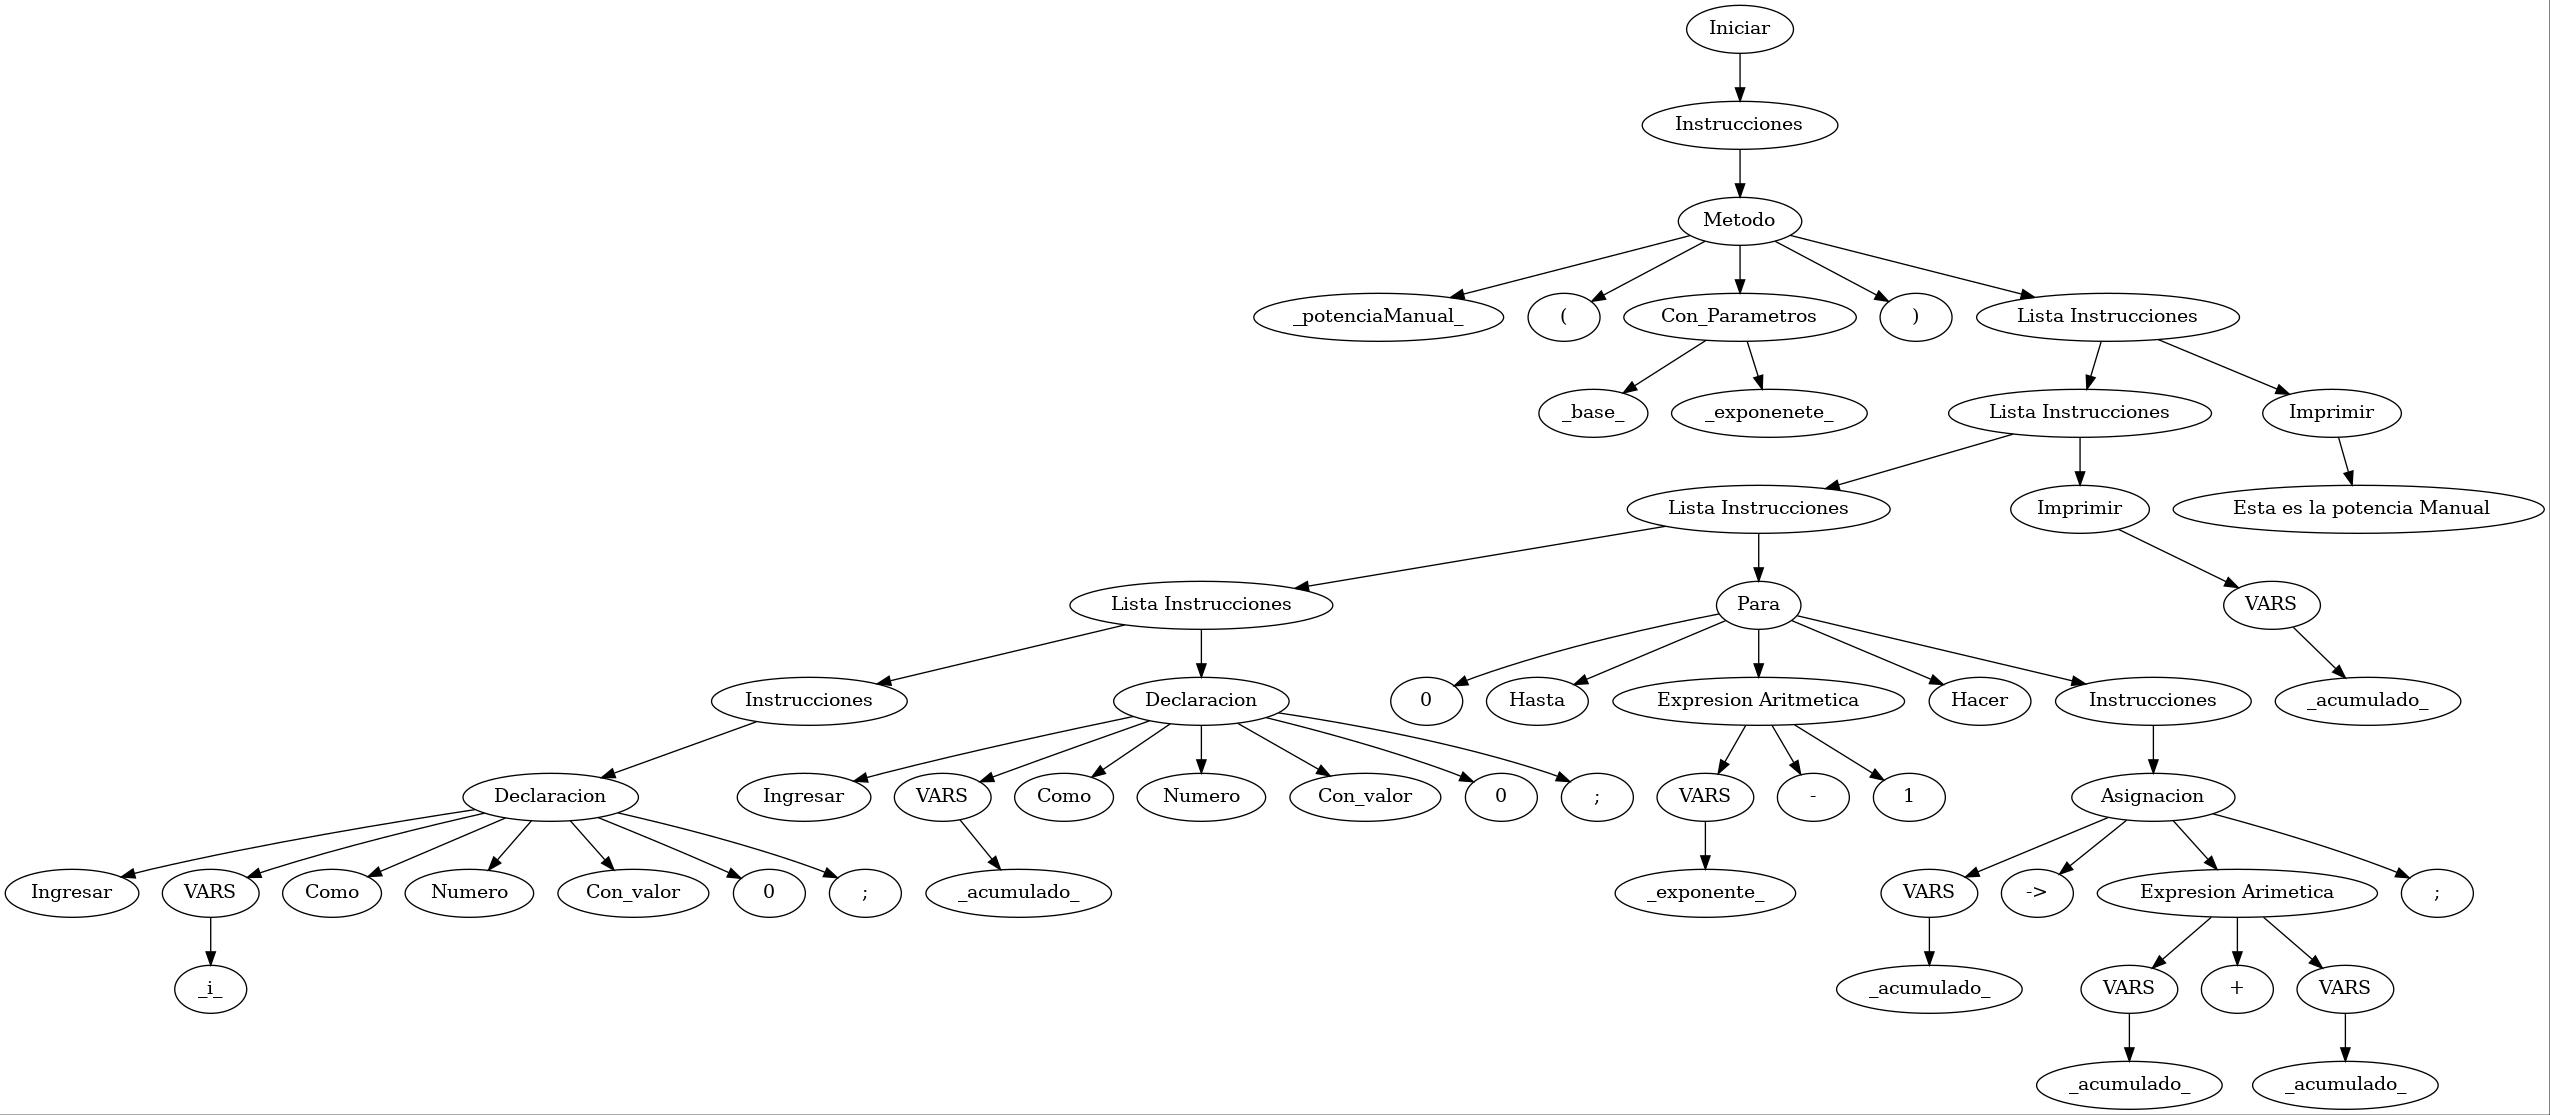 Iniciar
Instrucciones
Metodo
_potenciaManual_
(
Con_Parametros
)
Lista Instrucciones
_base_
_exponenete_
Lista Instrucciones
Imprimir
Lista Instrucciones
Imprimir
Esta es la potencia Manual
Lista Instrucciones
Para
VARS
Instrucciones
Declaracion
0
Hasta
Expresion Aritmetica
Hacer
Instrucciones
_acumulado_
Declaracion
Ingresar
VARS
Como
Numero
Con_valor
0
;
VARS
-
1
Asignacion
Ingresar
VARS
Como
Numero
Con_valor
0
;
_acumulado_
_exponente_
VARS
->
Expresion Arimetica
;
_i_
_acumulado_
VARS
+
VARS
_acumulado_
_acumulado_